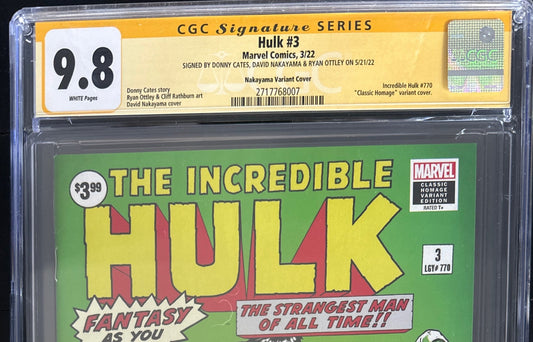 CGC Signature SERIES
9.8
WHITE Pages
Hulk #3
Marvel Comics, 3/22
SIGNED BY DONNY CATES, DAVID NAKAYAMA & RYAN OTTLEY ON 5/21/22
Nakayama Variant Cover
Donny Cates story
Ryan Ottley & Cliff Rathburn art
David Nakayama cover
2717768007
Incredible Hulk #770
"Classic Homage" variant cover.
CGC
$3.99
THE INCREDIBLE
HULK
MARVEL
CLASSIC
HOMAGE
VARIANT
EDITION
RATED T+
3
LGY# 770
FANTASY
AS YOU
THE STRANGEST MAN
OF ALL TIME!!